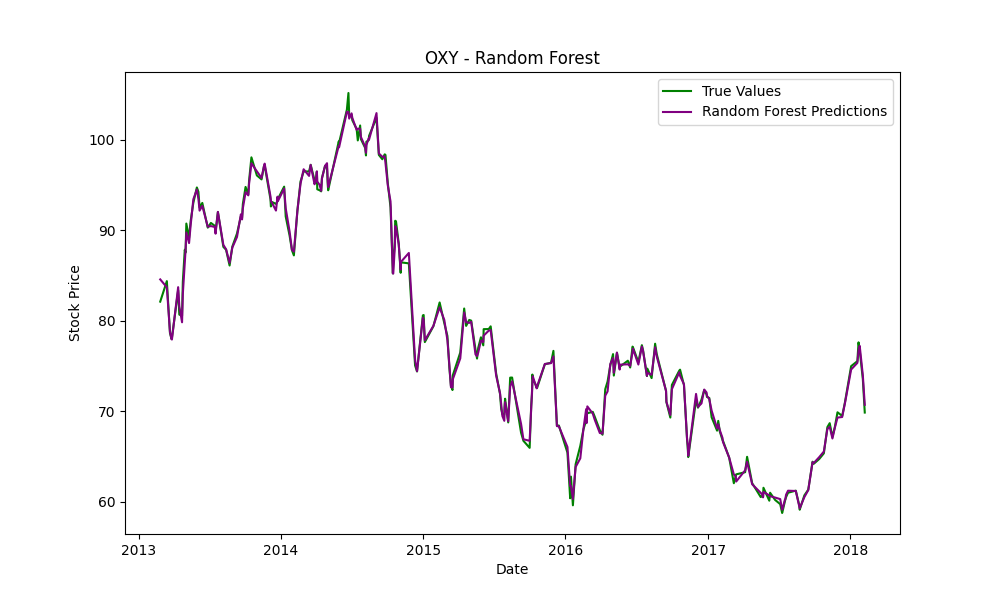 OXY - Random Forest
True Values
Random Forest Predictions
100
90
80
70
60
Stock Price
2013 2014 2015 2016 2017 2018
Date